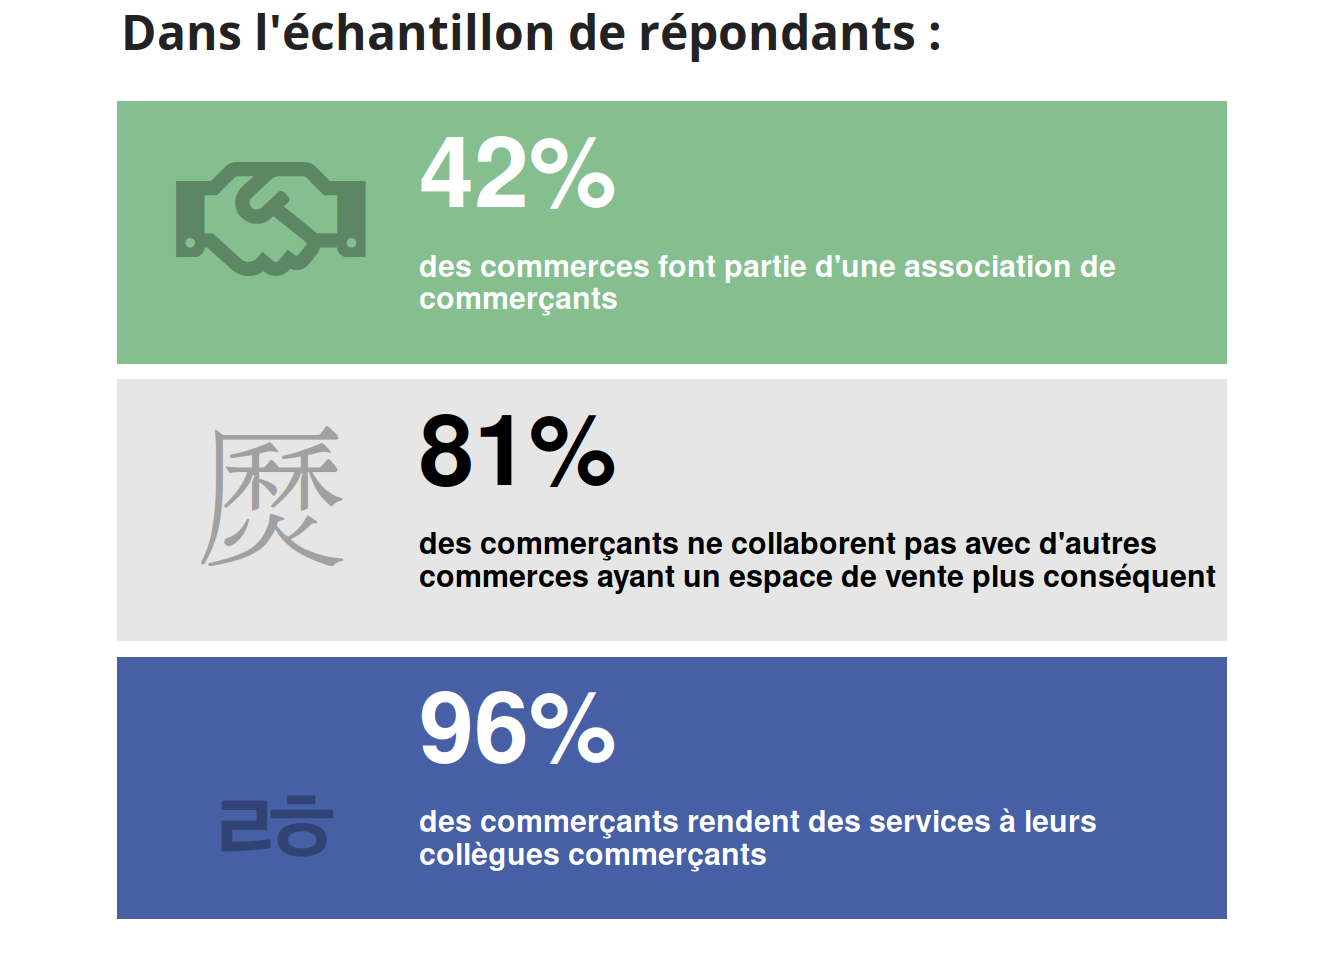 Dans l'échantillon de répondants :
42%
des commerces font partie d'une association de
commerçants
81%
des commerçants ne collaborent pas avec d'autres
commerces ayant un espace de vente plus conséquent
96%
des commerçants rendent des services à leurs
collègues commerçants